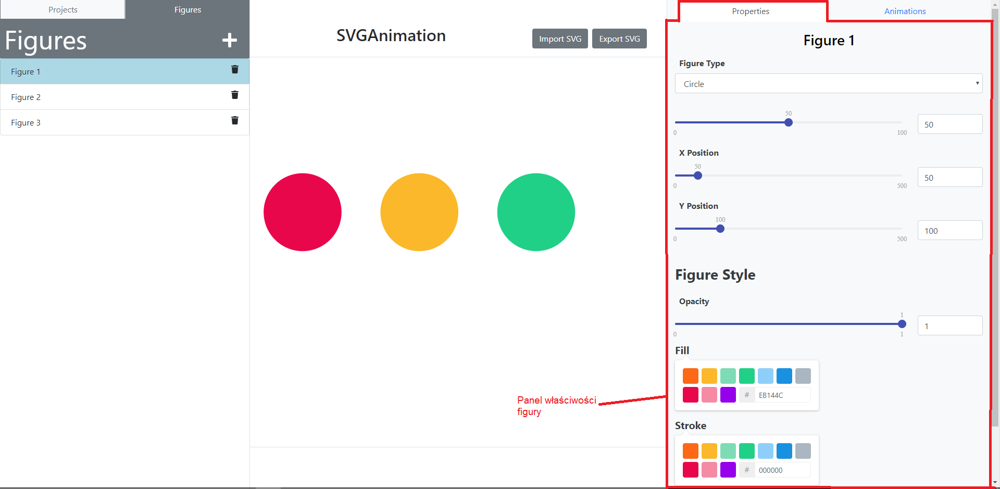 Projects
Figures
Figures
Figure 1
Figure 2
Figure 3
SVGAnimation
Import SVG
Export SVG
Panel właściwości
figury
Properties
Animations
Figure 1
Figure Type
Circle
50
0
100
50
X Position
50
0
500
50
Y Position
100
0
500
100
Figure Style
Opacity
1
0
1
1
Fill
# EB144C
Stroke
# 000000